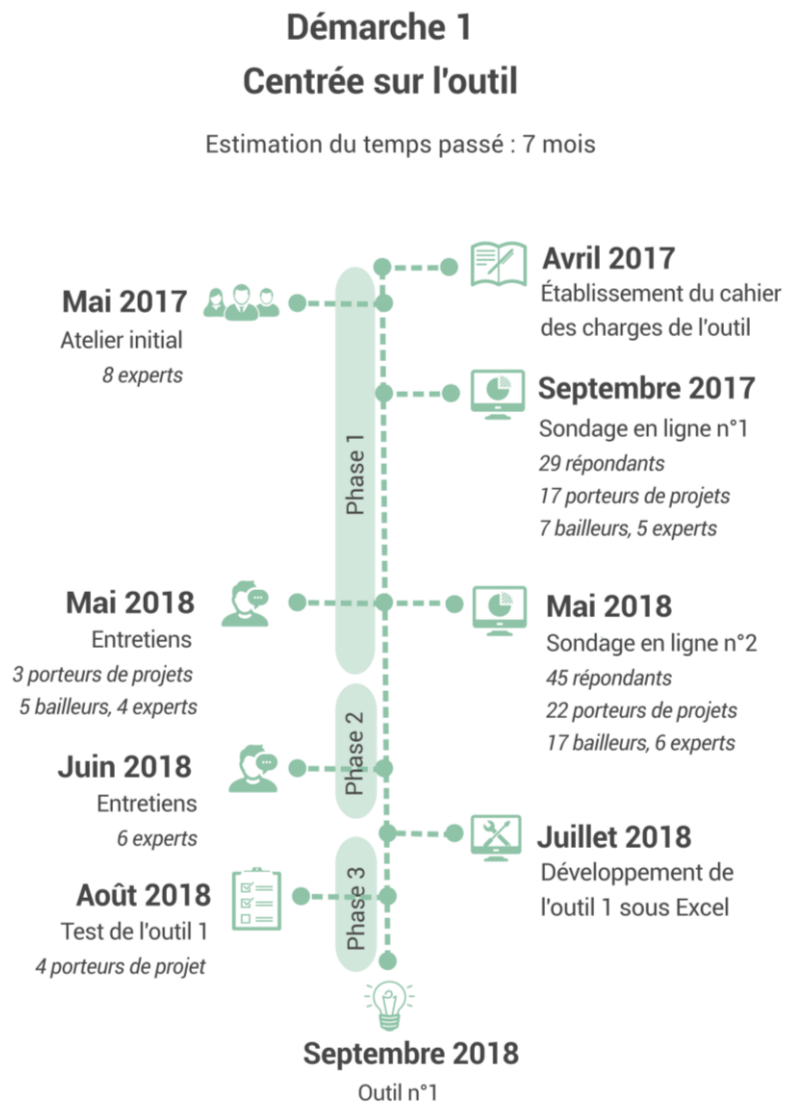 Démarche 1
Centrée sur l'outil
Estimation du temps passé : 7 mois
Avril 2017
Établissement du cahier
des charges de l'outil
Mai 2017
Atelier initial
8 experts
Septembre 2017
Sondage en ligne n°1
29 répondants
17 porteurs de projets
7 bailleurs, 5 experts
Phase 1
Mai 2018
Entretiens
3 porteurs de projets
5 bailleurs, 4 experts
Mai 2018
Sondage en ligne n°2
45 répondants
22 porteurs de projets
17 bailleurs, 6 experts
Phase 2
Juin 2018
Entretiens
6 experts
Juillet 2018
Développement de
l'outil 1 sous Excel
Phase 3
Août 2018
Test de l'outil 1
4 porteurs de projet
Septembre 2018
Outil n°1